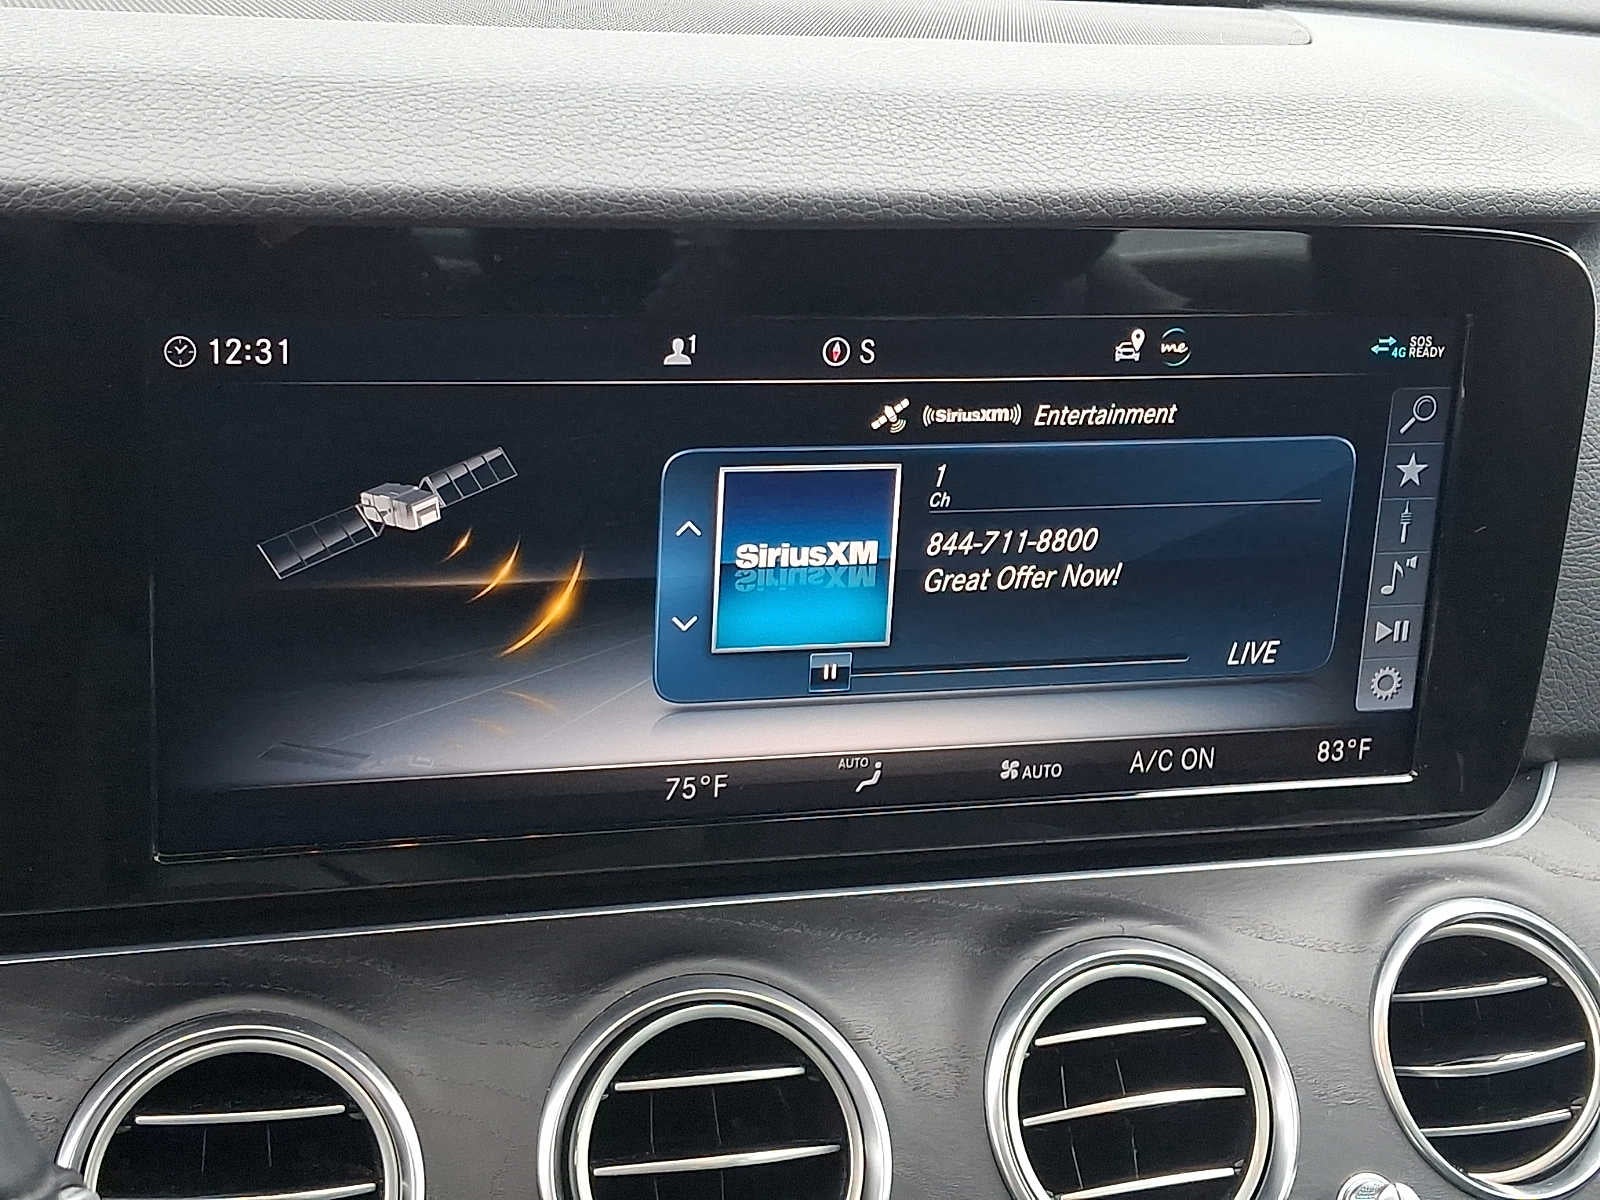 12:31
1
S
me
4G
SOS
READY
((SiriusXM)) Entertainment
1
Ch
SiriusXM
844-711-8800
Great Offer Now!
LIVE
75°F
AUTO
AUTO
A/C ON
83°F